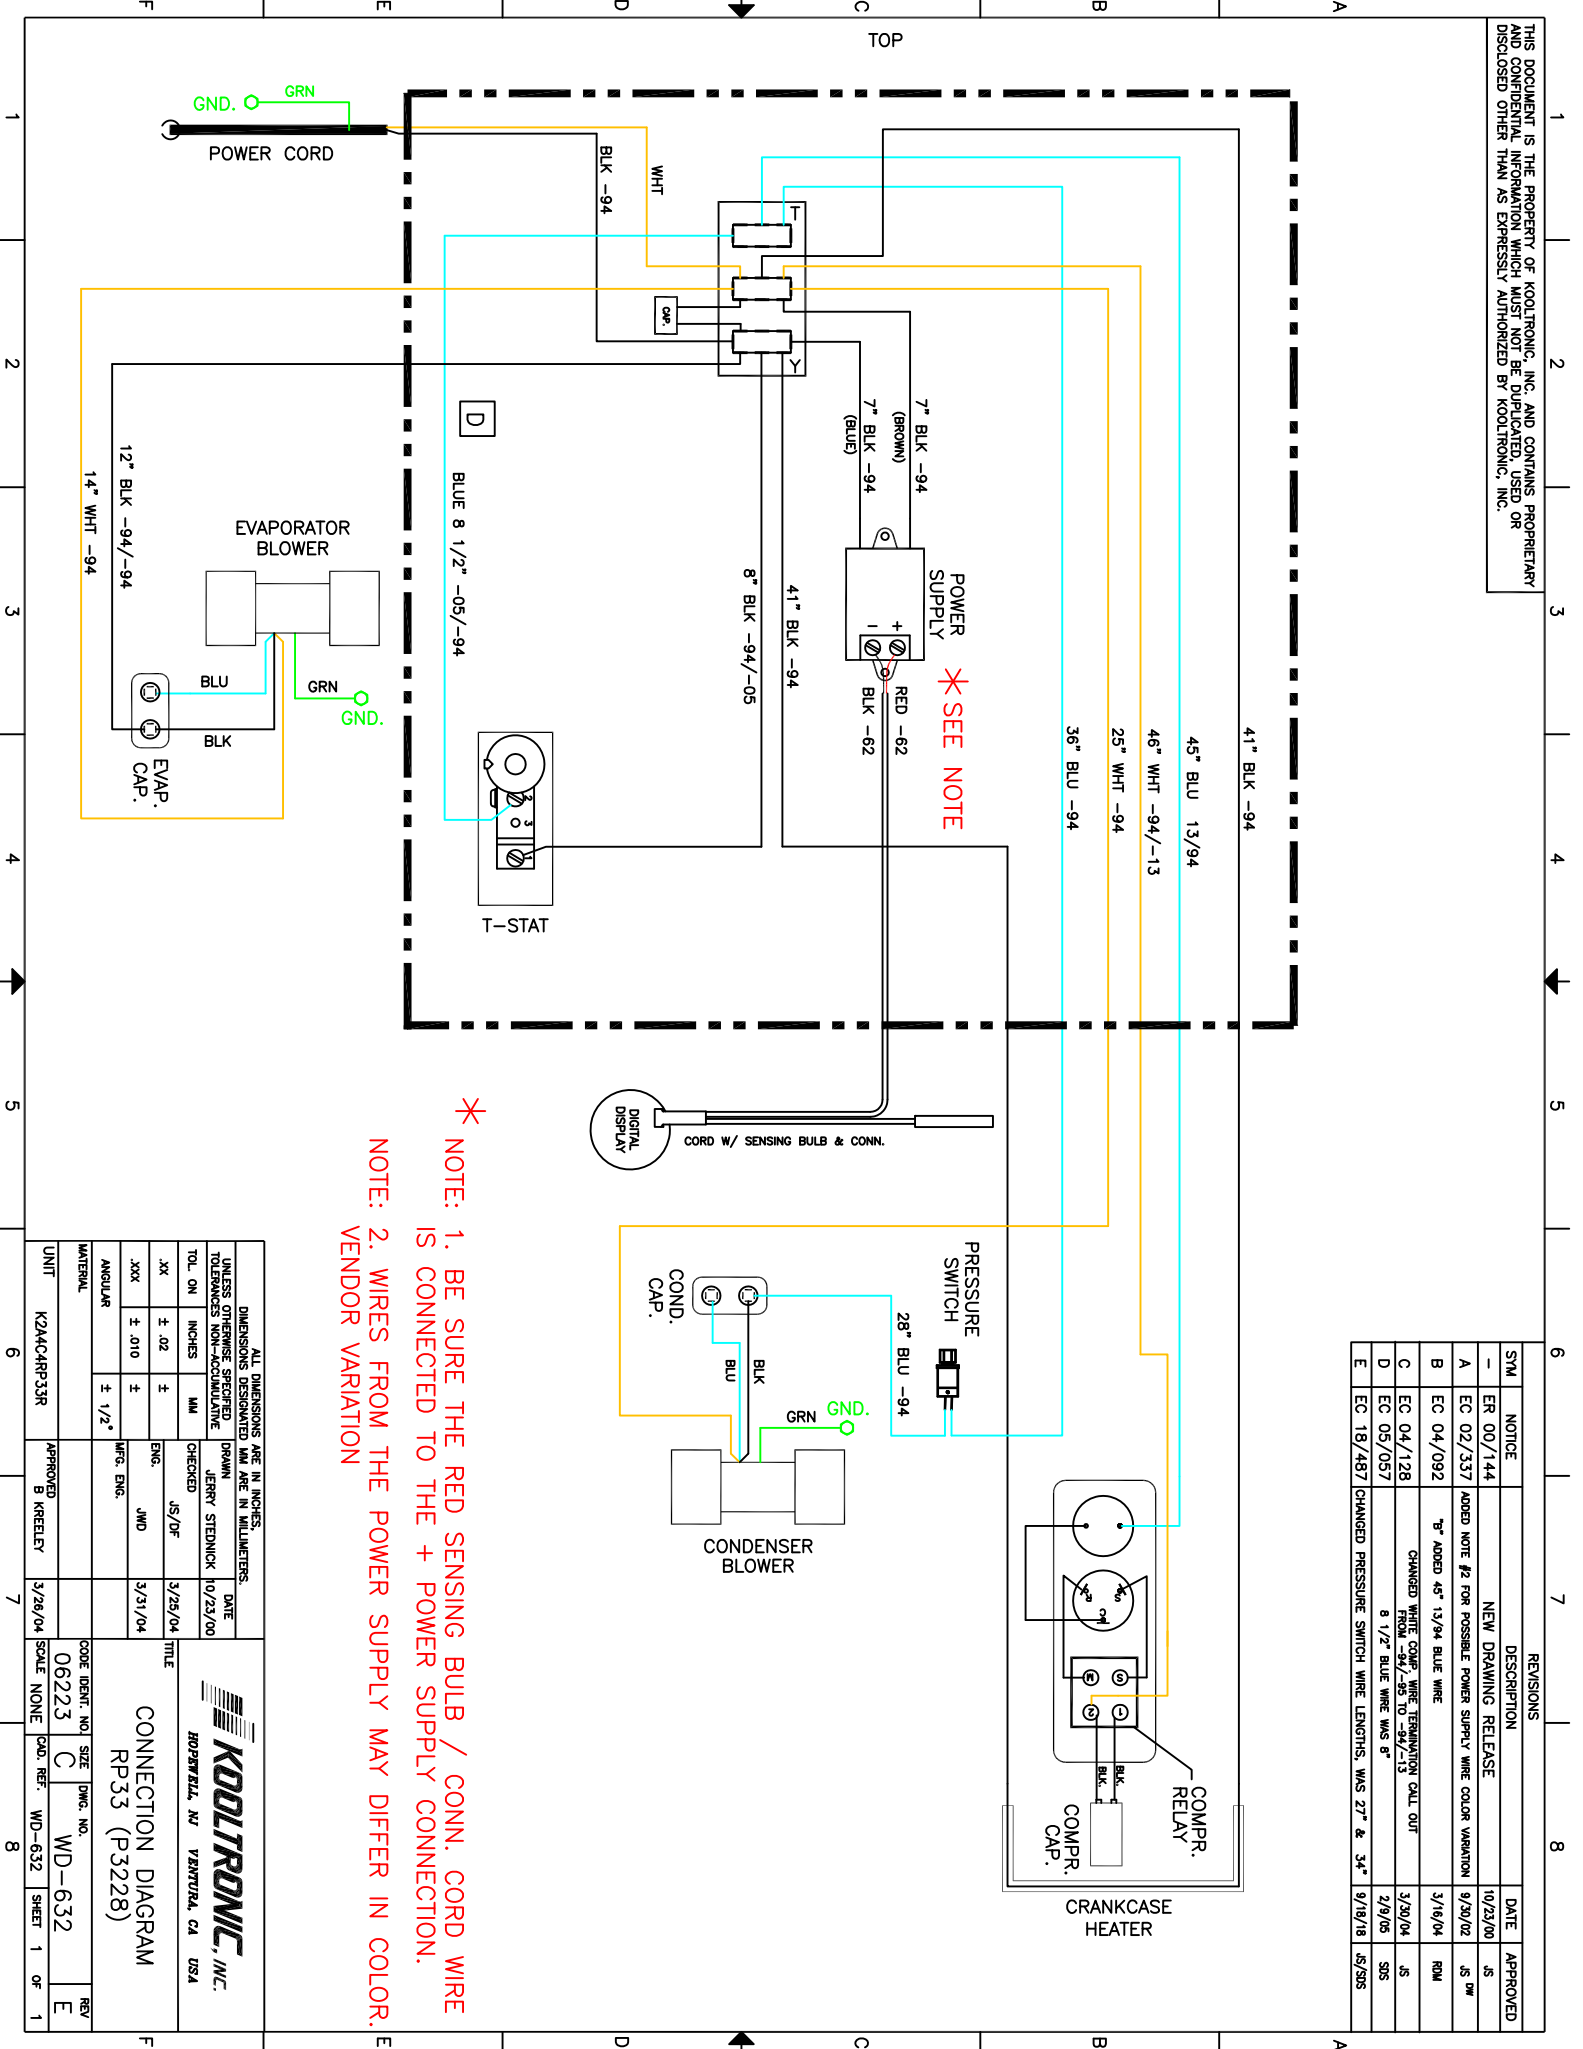 THIS DOCUMENT IS THE PROPERTY OF KOOLTRONIC, INC. AND CONTAINS PROPRIETARY
AND CONFIDENTIAL INFORMATION WHICH MUST NOT BE DUPLICATED, USED OR
DISCLOSED OTHER THAN AS EXPRESSLY AUTHORIZED BY KOOLTRONIC, INC.
1
2
3
4
5
6
7
8
A
B
C
D
E
F
TOP
REVISIONS
SYM NOTICE DESCRIPTION DATE APPROVED
- ER 00/144 NEW DRAWING RELEASE 10/23/00 JS
A EC 02/337 ADDED NOTE #2 FOR POSSIBLE POWER SUPPLY WIRE COLOR VARIATION 9/30/02 JS DW
B EC 04/092 "B" ADDED 45" 13/94 BLUE WIRE 3/16/04 RDM
C EC 04/128 CHANGED WHITE COMP. WIRE TERMINATION CALL OUT
FROM -94/-95 TO -94/-13 3/30/04 JS
D EC 05/057 8 1/2" BLUE WIRE WAS 8" 2/9/05 SDS
E EC 18/487 CHANGED PRESSURE SWITCH WIRE LENGTHS, WAS 27" & 34" 9/18/18 JS/SDS
41" BLK -94
45" BLU 13/94
46" WHT -94/-13
25" WHT -94
36" BLU -94
POWER
SUPPLY
* SEE NOTE
+
-
7" BLK -94
(BROWN)
7" BLK -94
(BLUE)
RED -62
BLK -62
41" BLK -94
8" BLK -94/-05
T
Y
CAP.
WHT
BLK -94
D
BLUE 8 1/2" -05/-94
2
3
1
T-STAT
GRN
GND.
POWER CORD
EVAPORATOR
BLOWER
BLU
GRN
GND.
BLK
EVAP.
CAP.
12" BLK -94/-94
14" WHT -94
DIGITAL
DISPLAY
CORD W/ SENSING BULB & CONN.
PRESSURE
SWITCH
28" BLU -94
COND.
CAP.
BLK
BLU
GRN
GND.
CONDENSER
BLOWER
S
R
C
S
M
1
2
BLK.
BLK.
COMPR.
RELAY
COMPR.
CAP.
CRANKCASE
HEATER
* NOTE: 1. BE SURE THE RED SENSING BULB / CONN. CORD WIRE
IS CONNECTED TO THE + POWER SUPPLY CONNECTION.
NOTE: 2. WIRES FROM THE POWER SUPPLY MAY DIFFER IN COLOR.
VENDOR VARIATION
ALL DIMENSIONS ARE IN INCHES,
DIMENSIONS DESIGNATED MM ARE IN MILLIMETERS.
UNLESS OTHERWISE SPECIFIED
TOLERANCES NON-ACCUMULATIVE
TOL. ON INCHES MM
.XX ± .02 ±
.XXX ± .010 ±
ANGULAR ± 1/2°
MATERIAL
UNIT K2A4C4RP33R
DRAWN JERRY STEDNICK DATE 10/23/00
CHECKED JS/DF 3/25/04
ENG. JWD 3/31/04
MFG. ENG.
APPROVED B KREELEY 3/26/04
KOOLTRONIC, INC.
HOPEWELL, NJ VENTURA, CA USA
TITLE
CONNECTION DIAGRAM
RP33 (P3228)
CODE IDENT. NO. 06223
SIZE C
DWG. NO. WD-632
REV E
SCALE NONE
CAD. REF. WD-632
SHEET 1 OF 1